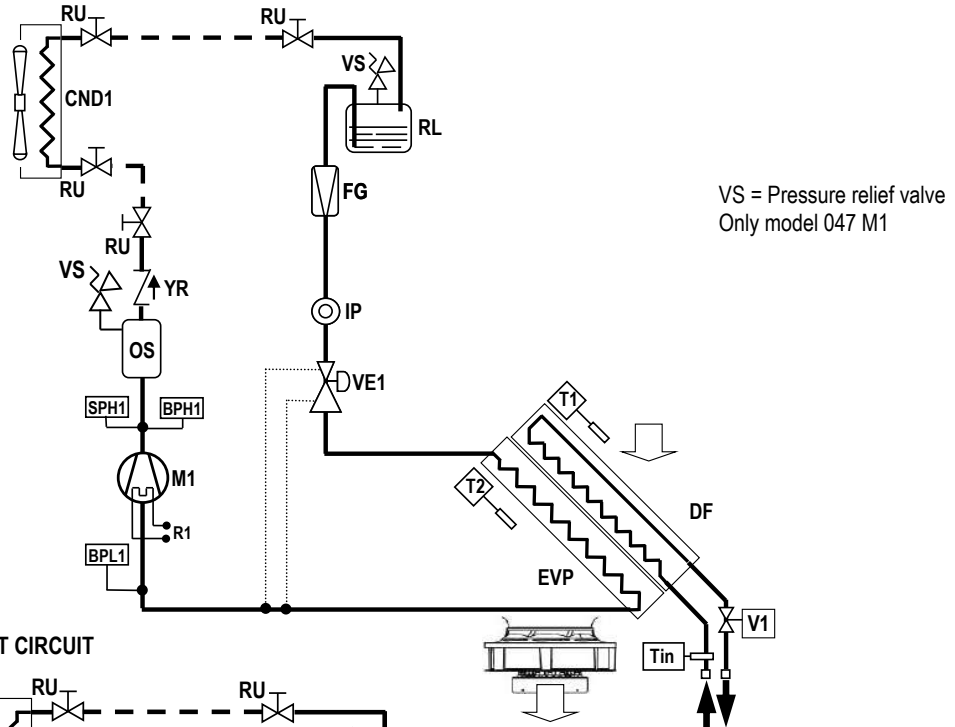 RU
RU
VS
CND1
RL
RU
FG
VS = Pressure relief valve
Only model 047 M1
RU
VS
YR
IP
OS
VE1
SPH1
BPH1
T1
M1
T2
DF
R1
BPL1
EVP
V1
T CIRCUIT
Tin
RU
RU